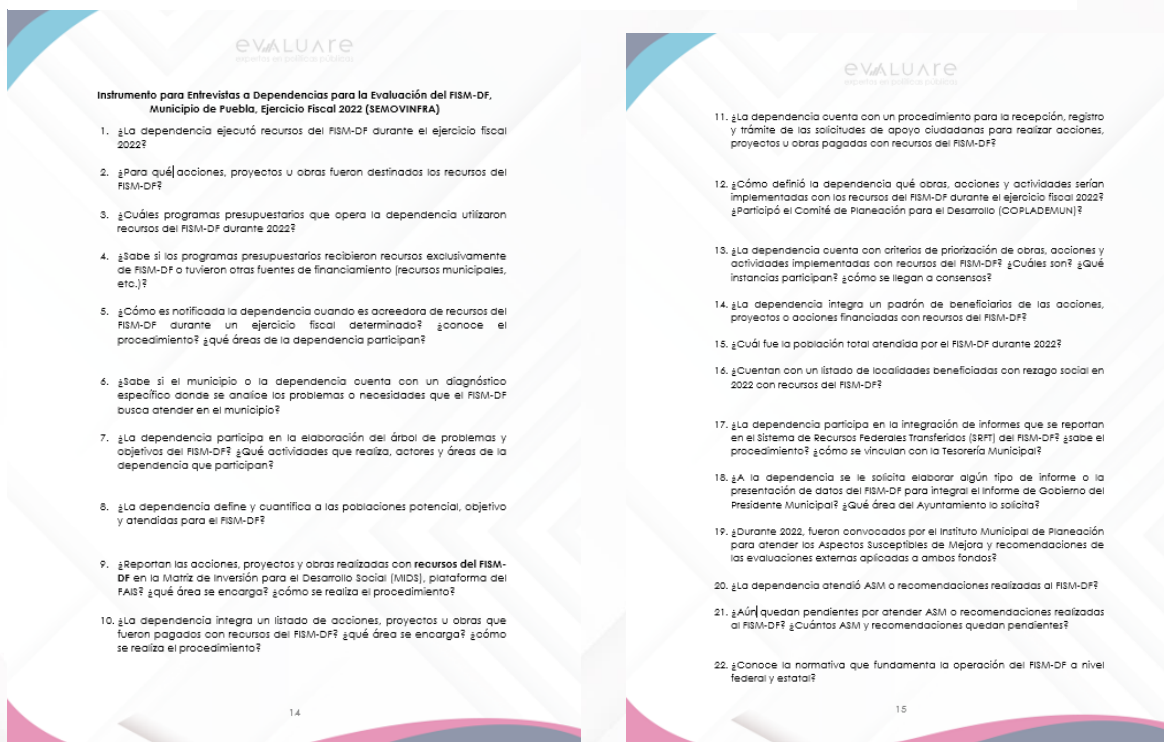 evaluare
expertos en políticas públicas
Instrumento para Entrevistas a Dependencias para la Evaluación del FISM-DF,
Municipio de Puebla, Ejercicio Fiscal 2022 (SEMOVINFRA)
1. ¿La dependencia ejecutó recursos del FISM-DF durante el ejercicio fiscal
2022?
2. ¿Para qué acciones, proyectos u obras fueron destinados los recursos del
FISM-DF?
3. ¿Cuáles programas presupuestarios que opera la dependencia utilizaron
recursos del FISM-DF durante 2022?
4. ¿Sabe si los programas presupuestarios recibieron recursos exclusivamente
de FISM-DF o tuvieron otras fuentes de financiamiento (recursos municipales,
etc.)?
5. ¿Cómo es notificada la dependencia cuando es acreedora de recursos del
FISM-DF durante un ejercicio fiscal determinado? ¿conoce el
procedimiento? ¿qué áreas de la dependencia participan?
6. ¿Sabe si el municipio o la dependencia cuenta con un diagnóstico
específico donde se analice los problemas o necesidades que el FISM-DF
busca atender en el municipio?
7. ¿La dependencia participa en la elaboración del árbol de problemas y
objetivos del FISM-DF? ¿Qué actividades que realiza, actores y áreas de la
dependencia que participan?
8. ¿La dependencia define y cuantifica a las poblaciones potencial, objetivo
y atendidas para el FISM-DF?
9. ¿Reportan las acciones, proyectos y obras realizadas con recursos del FISM-
DF en la Matriz de Inversión para el Desarrollo Social (MIDS), plataforma del
FAIS? ¿qué área se encarga? ¿cómo se realiza el procedimiento?
10. ¿La dependencia integra un listado de acciones, proyectos u obras que
fueron pagados con recursos del FISM-DF? ¿qué área se encarga? ¿cómo
se realiza el procedimiento?
14
evaluare
expertos en políticas públicas
11. ¿La dependencia cuenta con un procedimiento para la recepción, registro
y trámite de las solicitudes de apoyo ciudadanas para realizar acciones,
proyectos u obras pagadas con recursos del FISM-DF?
12. ¿Cómo definió la dependencia qué obras, acciones y actividades serían
implementadas con los recursos del FISM-DF durante el ejercicio fiscal 2022?
¿Participó el Comité de Planeación para el Desarrollo (COPLADEMUN)?
13. ¿La dependencia cuenta con criterios de priorización de obras, acciones y
actividades implementadas con recursos del FISM-DF? ¿Cuáles son? ¿Qué
instancias participan? ¿cómo se llegan a consensos?
14. ¿La dependencia integra un padrón de beneficiarios de las acciones,
proyectos o acciones financiadas con recursos del FISM-DF?
15. ¿Cuál fue la población total atendida por el FISM-DF durante 2022?
16. ¿Cuentan con un listado de localidades beneficiadas con rezago social en
2022 con recursos del FISM-DF?
17. ¿La dependencia participa en la integración de informes que se reportan
en el Sistema de Recursos Federales Transferidos (SRFT) del FISM-DF? ¿sabe el
procedimiento? ¿cómo se vinculan con la Tesorería Municipal?
18. ¿A la dependencia se le solicita elaborar algún tipo de informe o la
presentación de datos del FISM-DF para integral el Informe de Gobierno del
Presidente Municipal? ¿Qué área del Ayuntamiento lo solicita?
19. ¿Durante 2022, fueron convocados por el Instituto Municipal de Planeación
para atender los Aspectos Susceptibles de Mejora y recomendaciones de
las evaluaciones externas aplicadas a ambos fondos?
20. ¿La dependencia atendió ASM o recomendaciones realizadas al FISM-DF?
21. ¿Aún quedan pendientes por atender ASM o recomendaciones realizadas
al FISM-DF? ¿Cuántos ASM y recomendaciones quedan pendientes?
22. ¿Conoce la normativa que fundamenta la operación del FISM-DF a nivel
federal y estatal?
15